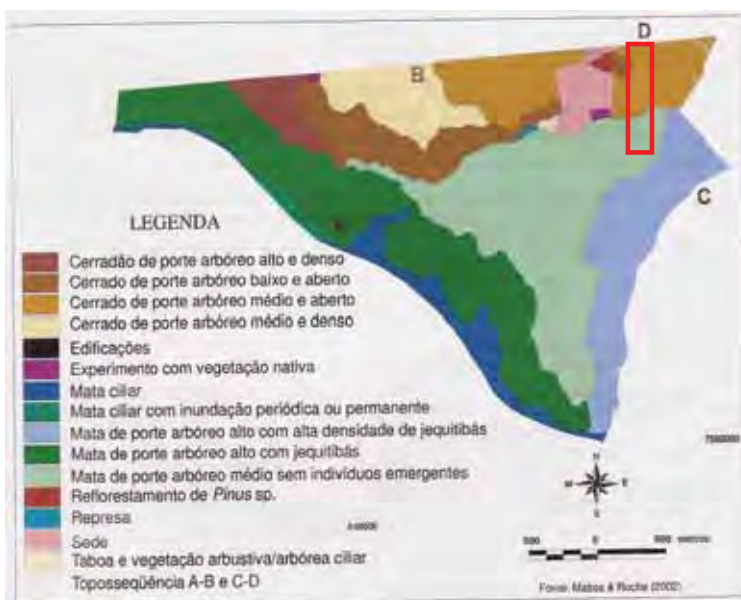 D
B
C
LEGENDA
Cerradão de porte arbóreo alto e denso
Cerrado de porte arbóreo baixo e aberto
Cerrado de porte arbóreo médio e aberto
Cerrado de porte arbóreo médio e denso
Edificações
Experimento com vegetação nativa
Mata ciliar
Mata ciliar com inundação periódica ou permanente
Mata de porte arbóreo alto com alta densidade de jequitibás
Mata de porte arbóreo alto com jequitibás
Mata de porte arbóreo médio sem indivíduos emergentes
Reflorestamento de Pinus sp.
Represa
Sede
Taboa e vegetação arbustiva/arbórea ciliar
Toposseqüência A-B e C-D
N
E
S
500 0 500
Fonte: Mattos & Rocha (2002)